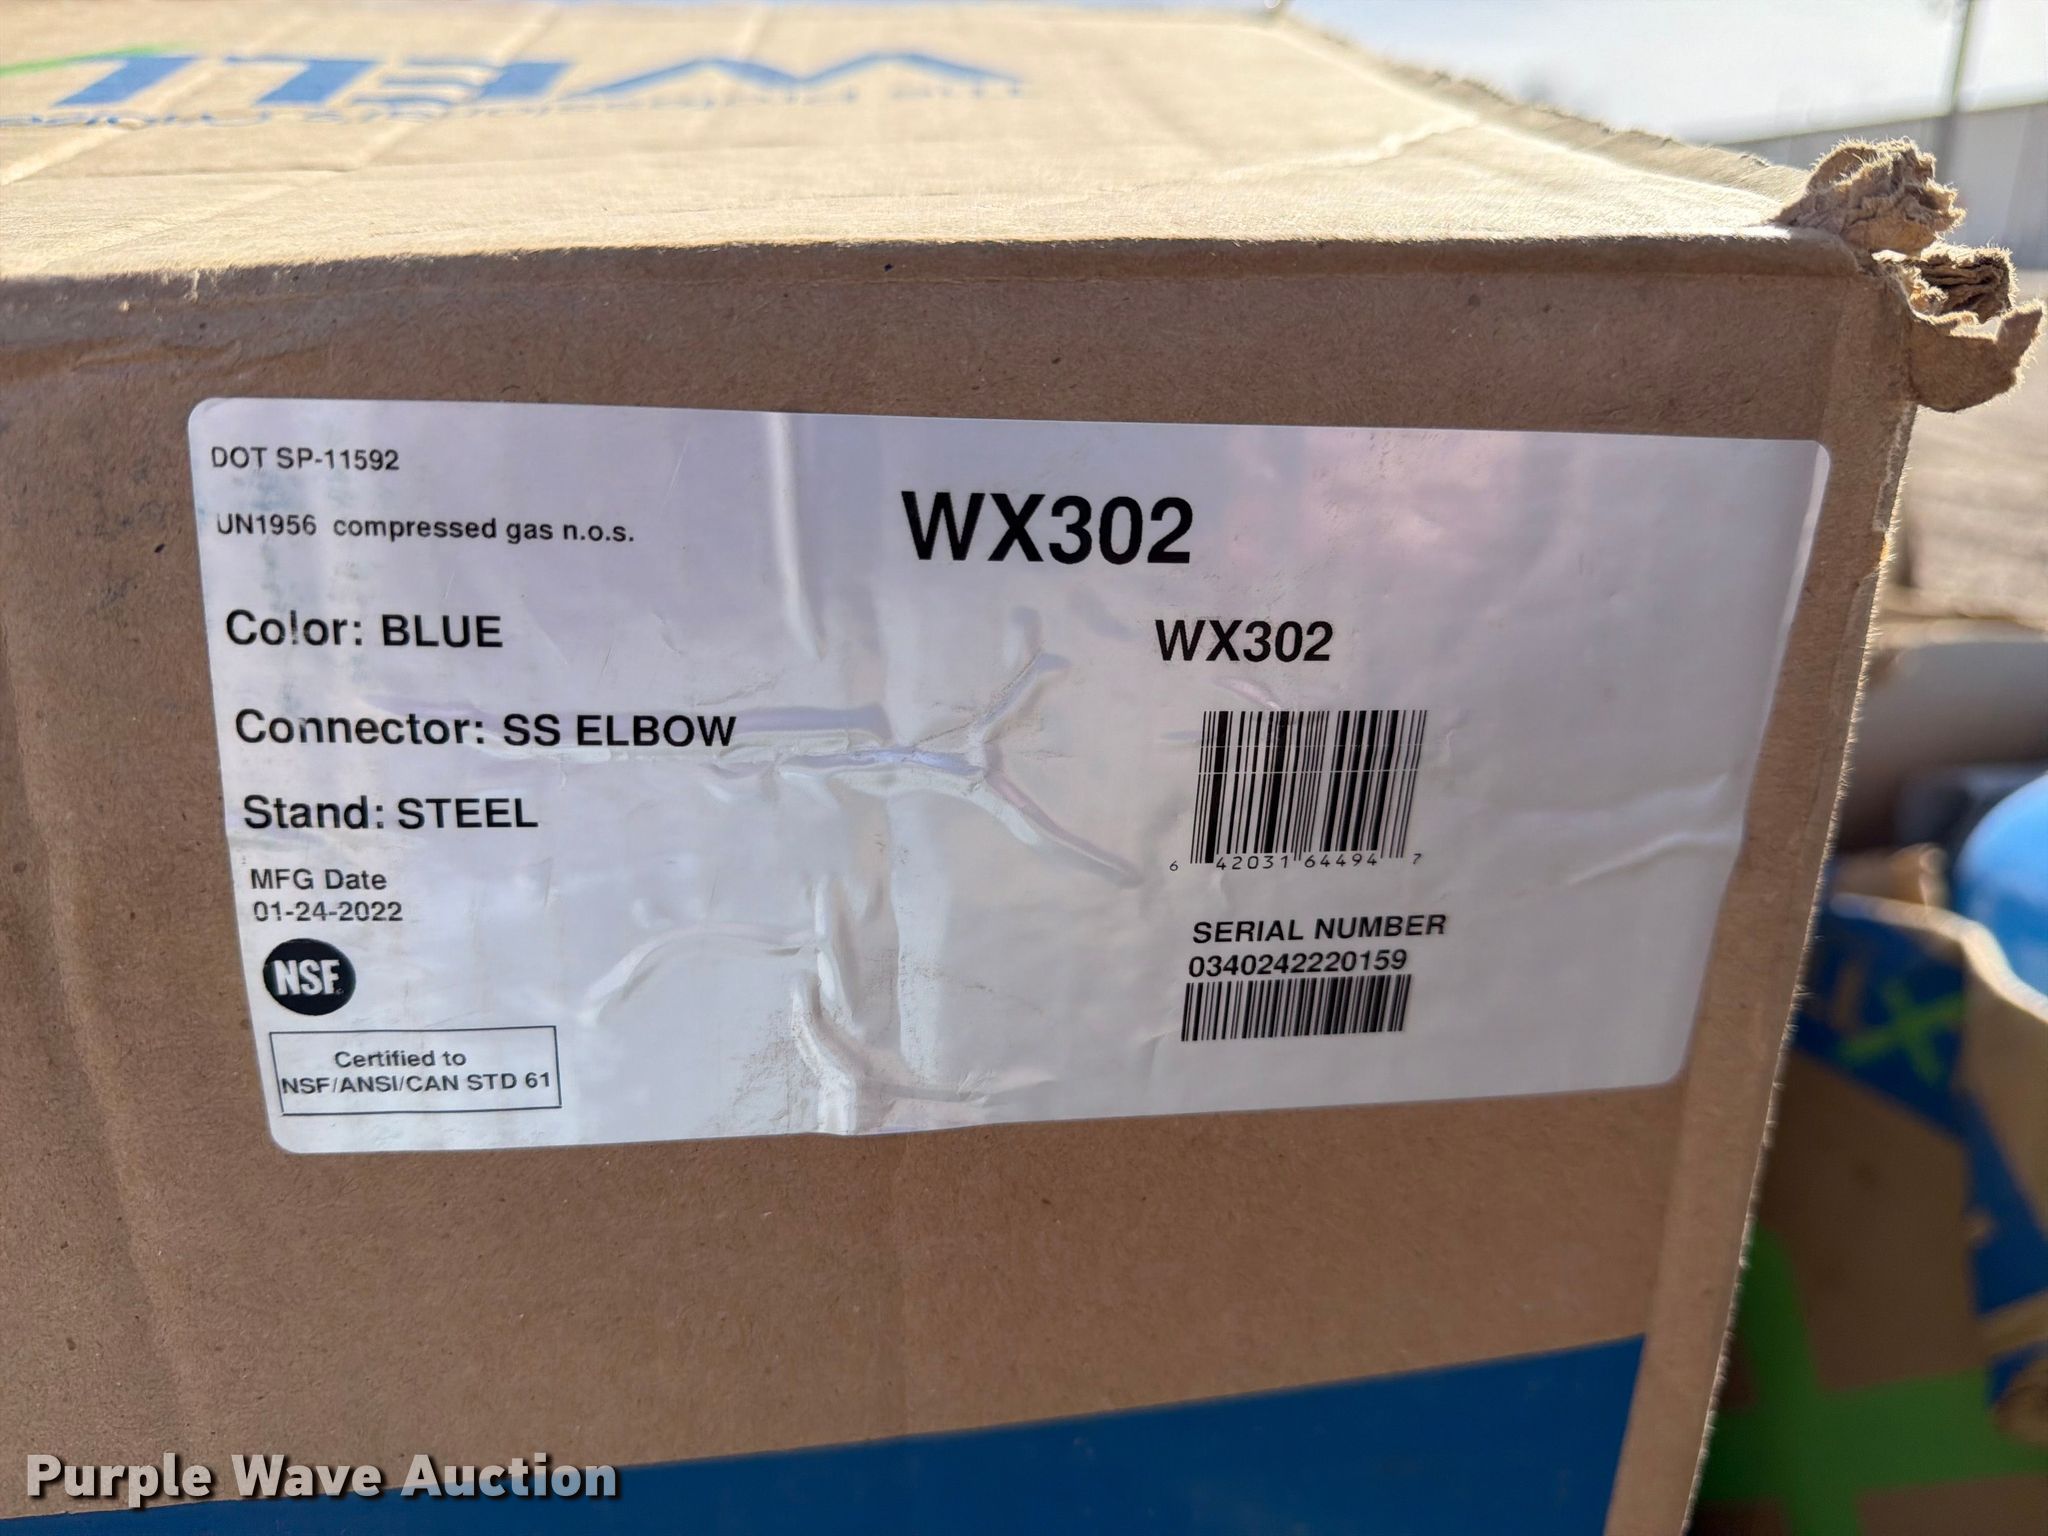 DOT SP-11592
UN1956 compressed gas n.o.s.
WX302
Color: BLUE
WX302
Connector: SS ELBOW
Stand: STEEL
6 42031 64494 7
MFG Date
01-24-2022
SERIAL NUMBER
0340242220159
NSF
Certified to
NSF/ANSI/CAN STD 61
Purple Wave Auction